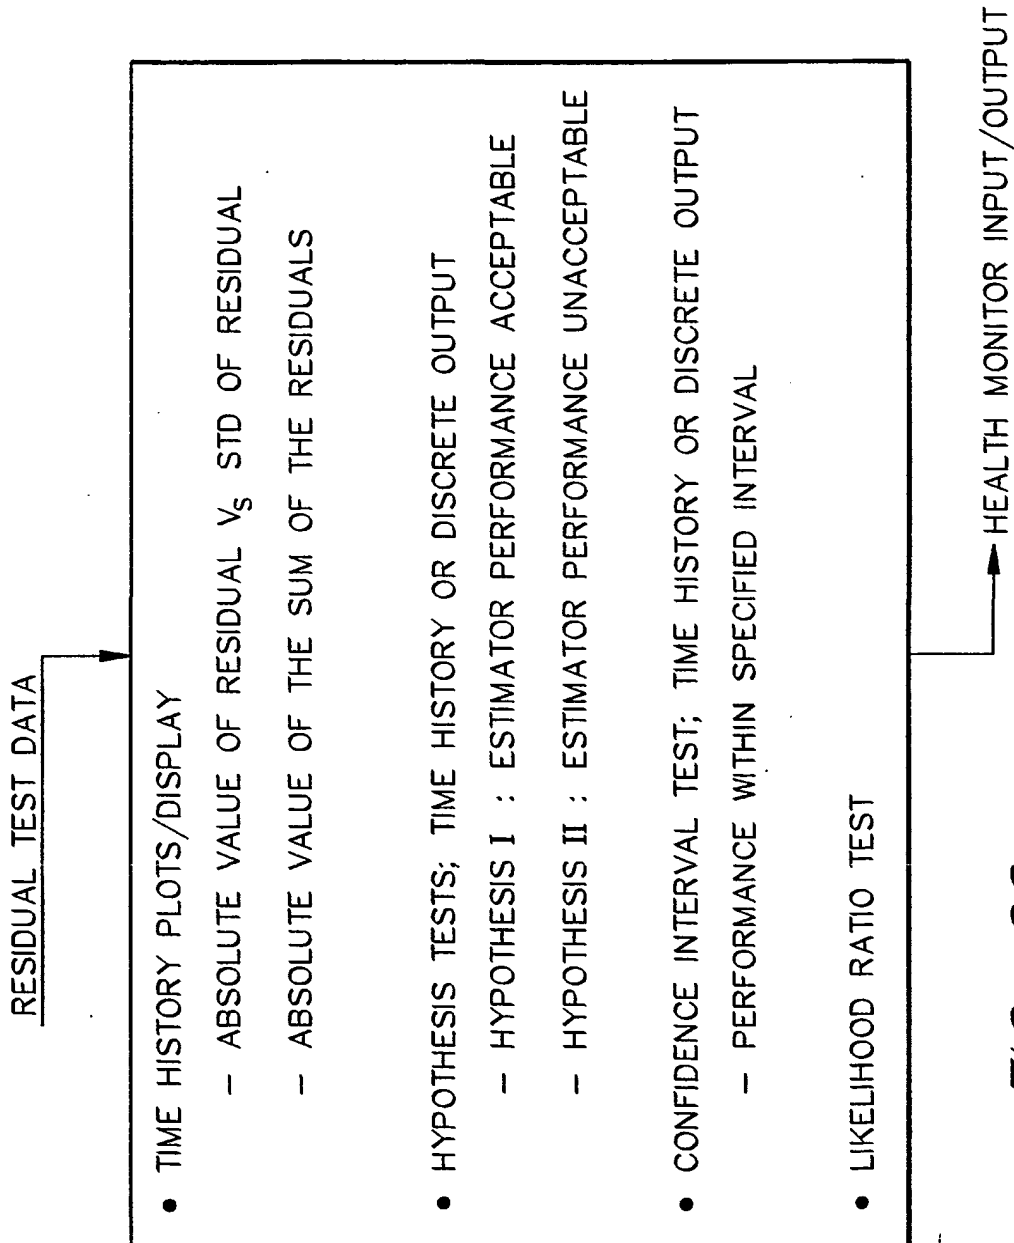 RESIDUAL TEST DATA
• TIME HISTORY PLOTS/DISPLAY
– ABSOLUTE VALUE OF RESIDUAL VS STD OF RESIDUAL
– ABSOLUTE VALUE OF THE SUM OF THE RESIDUALS
• HYPOTHESIS TESTS; TIME HISTORY OR DISCRETE OUTPUT
– HYPOTHESIS I : ESTIMATOR PERFORMANCE ACCEPTABLE
– HYPOTHESIS II : ESTIMATOR PERFORMANCE UNACCEPTABLE
• CONFIDENCE INTERVAL TEST; TIME HISTORY OR DISCRETE OUTPUT
– PERFORMANCE WITHIN SPECIFIED INTERVAL
• LIKELIHOOD RATIO TEST
HEALTH MONITOR INPUT/OUTPUT